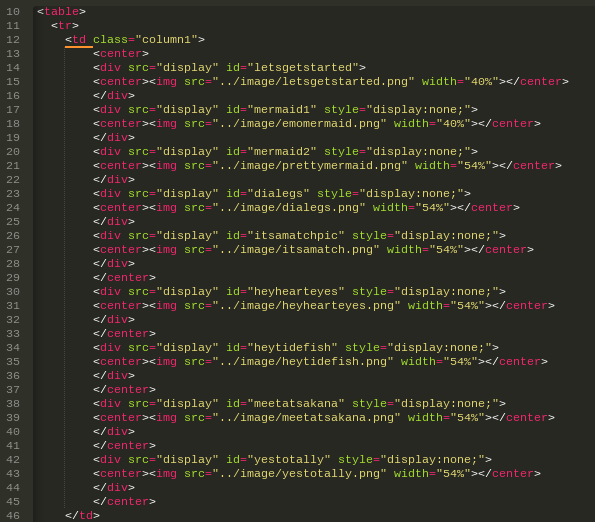 10 <table>
11 <tr>
12 <td class="column1">
13 <center>
14 <div src="display" id="letsgetstarted">
15 <center><img src="../image/letsgetstarted.png" width="40%"></center>
16 </div>
17 <div src="display" id="mermaid1" style="display:none;">
18 <center><img src="../image/emomermaid.png" width="40%"></center>
19 </div>
20 <div src="display" id="mermaid2" style="display:none;">
21 <center><img src="../image/prettymermaid.png" width="54%"></center>
22 </div>
23 <div src="display" id="dialegs" style="display:none;">
24 <center><img src="../image/dialegs.png" width="54%"></center>
25 </div>
26 <div src="display" id="itsamatchpic" style="display:none;">
27 <center><img src="../image/itsamatch.png" width="54%"></center>
28 </div>
29 </center>
30 <div src="display" id="heyhearteyes" style="display:none;">
31 <center><img src="../image/heyhearteyes.png" width="54%"></center>
32 </div>
33 </center>
34 <div src="display" id="heytidefish" style="display:none;">
35 <center><img src="../image/heytidefish.png" width="54%"></center>
36 </div>
37 </center>
38 <div src="display" id="meetatsakana" style="display:none;">
39 <center><img src="../image/meetatsakana.png" width="54%"></center>
40 </div>
41 </center>
42 <div src="display" id="yestotally" style="display:none;">
43 <center><img src="../image/yestotally.png" width="54%"></center>
44 </div>
45 </center>
46 </td>